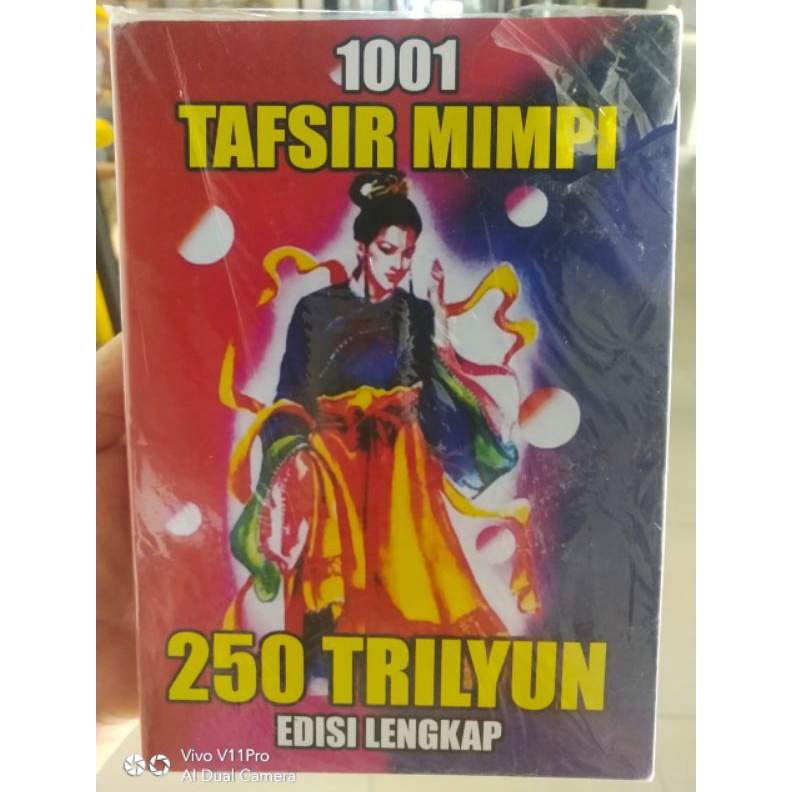 1001
TAFSIR MIMPI
250 TRILYUN
EDISI LENGKAP
Vivo V11Pro
AI Dual Camera